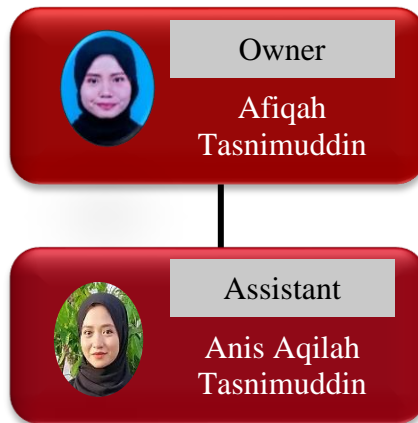 Owner
Afiqah
Tasnimuddin
Assistant
Anis Aqilah
Tasnimuddin